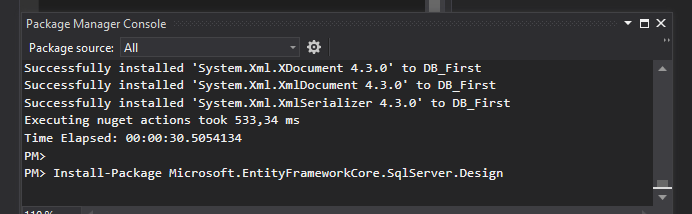 Package Manager Console
Package source: All
Successfully installed 'System.Xml.XDocument 4.3.0' to DB_First
Successfully installed 'System.Xml.XmlDocument 4.3.0' to DB_First
Successfully installed 'System.Xml.XmlSerializer 4.3.0' to DB_First
Executing nuget actions took 533,34 ms
Time Elapsed: 00:00:30.5054134
PM>
PM> Install-Package Microsoft.EntityFrameworkCore.SqlServer.Design
110 %